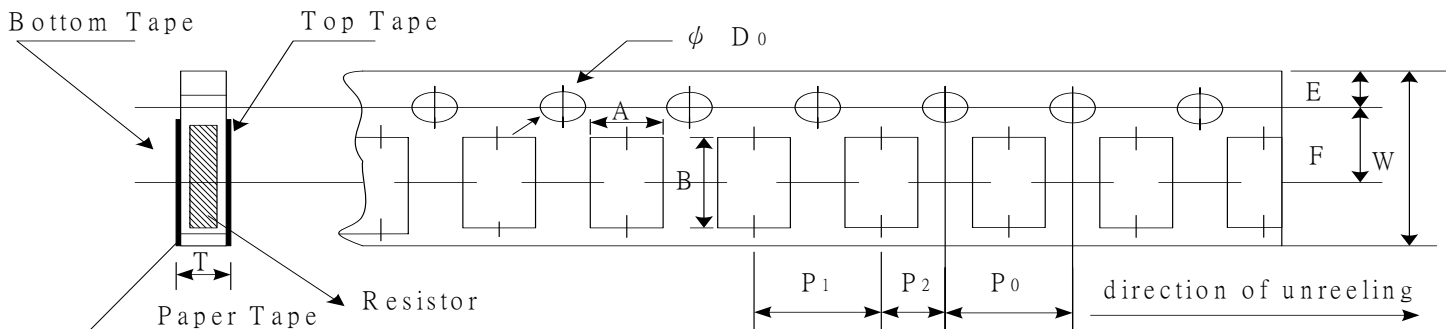 Bottom Tape
Top Tape
ψ D0
E
A
B
F
W
T
P1
P2
P0
Resistor
direction of unreeling
Paper Tape